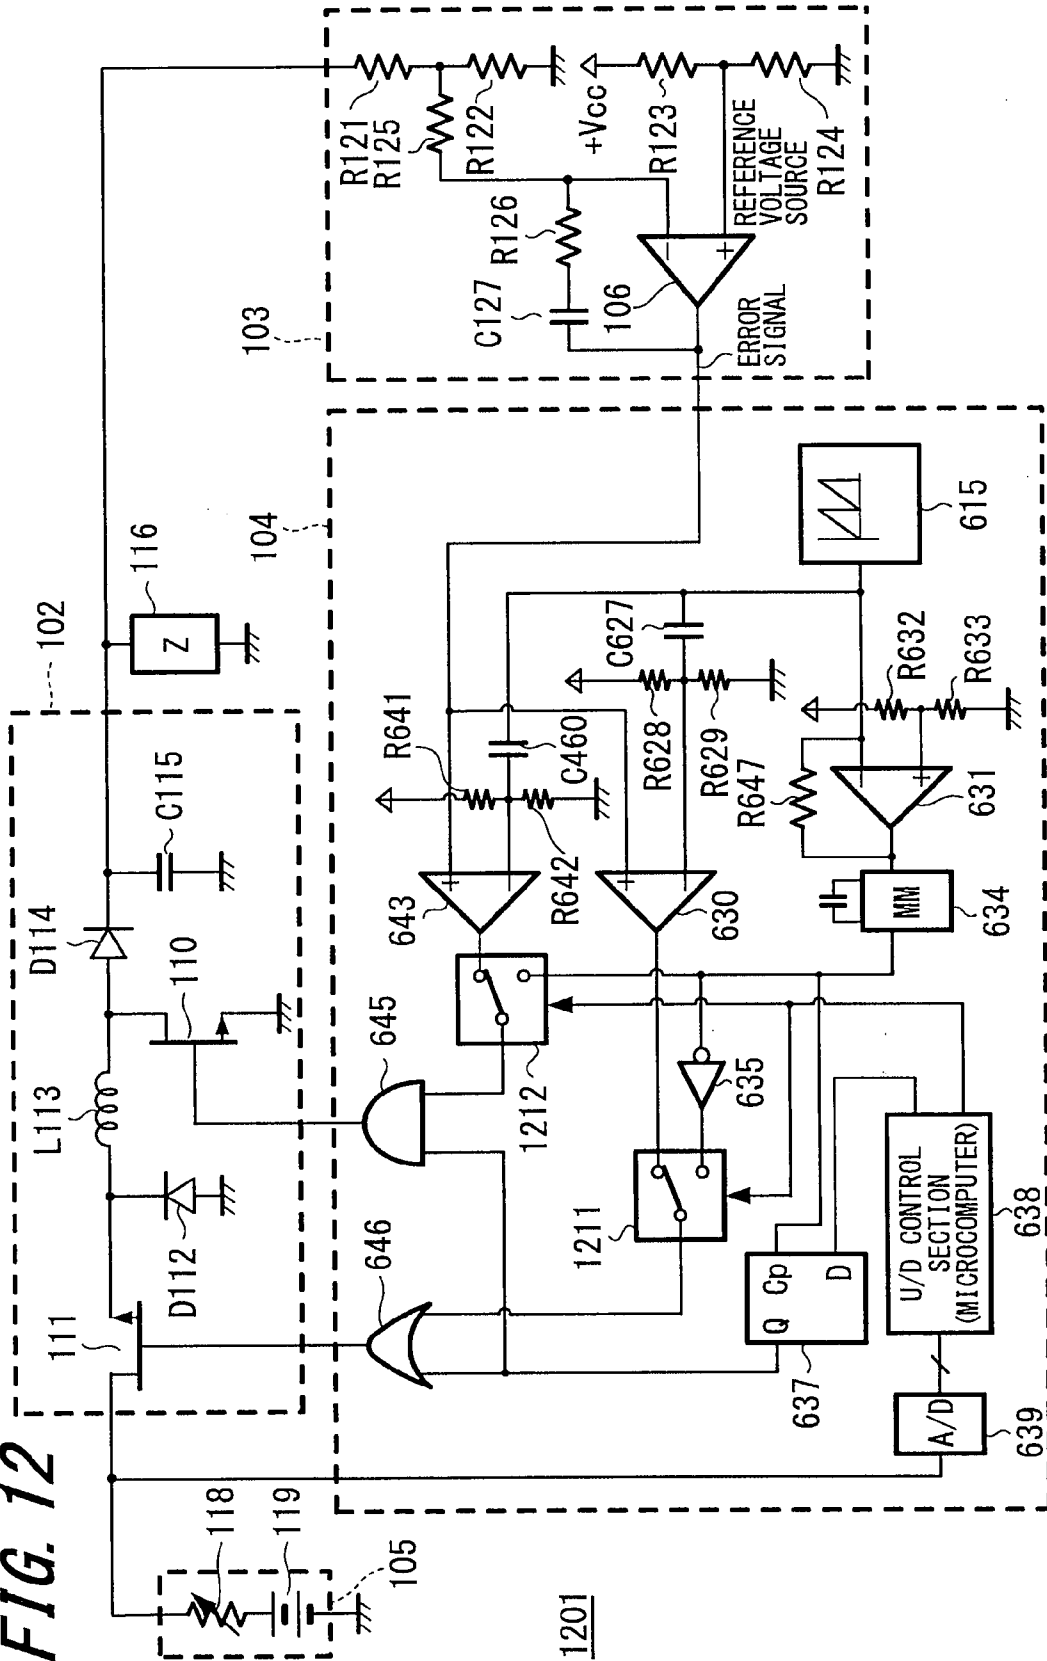 FIG. 12
102
L113
D114
111
110
D112
C115
116
Z
118
119
105
103
R121
R125
R122
+Vcc
R123
R124
REFERENCE
VOLTAGE
SOURCE
R126
C127
106
−
+
ERROR
SIGNAL
104
646
645
643
+
−
R641
C460
R642
1212
630
+
−
C627
R628
R629
1211
635
615
R632
R633
R647
−
+
631
MM
634
637
Q
Cp
D
U/D CONTROL
SECTION
(MICROCOMPUTER)
638
A/D
639
1201